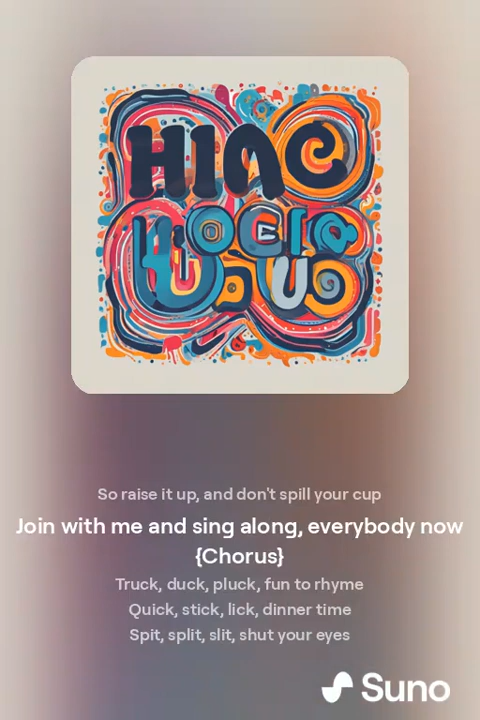 HINC
So raise it up, and don't spill your cup
Join with me and sing along, everybody now
{Chorus}
Truck, duck, pluck, fun to rhyme
Quick, stick, lick, dinner time
Spit, split, slit, shut your eyes
Suno